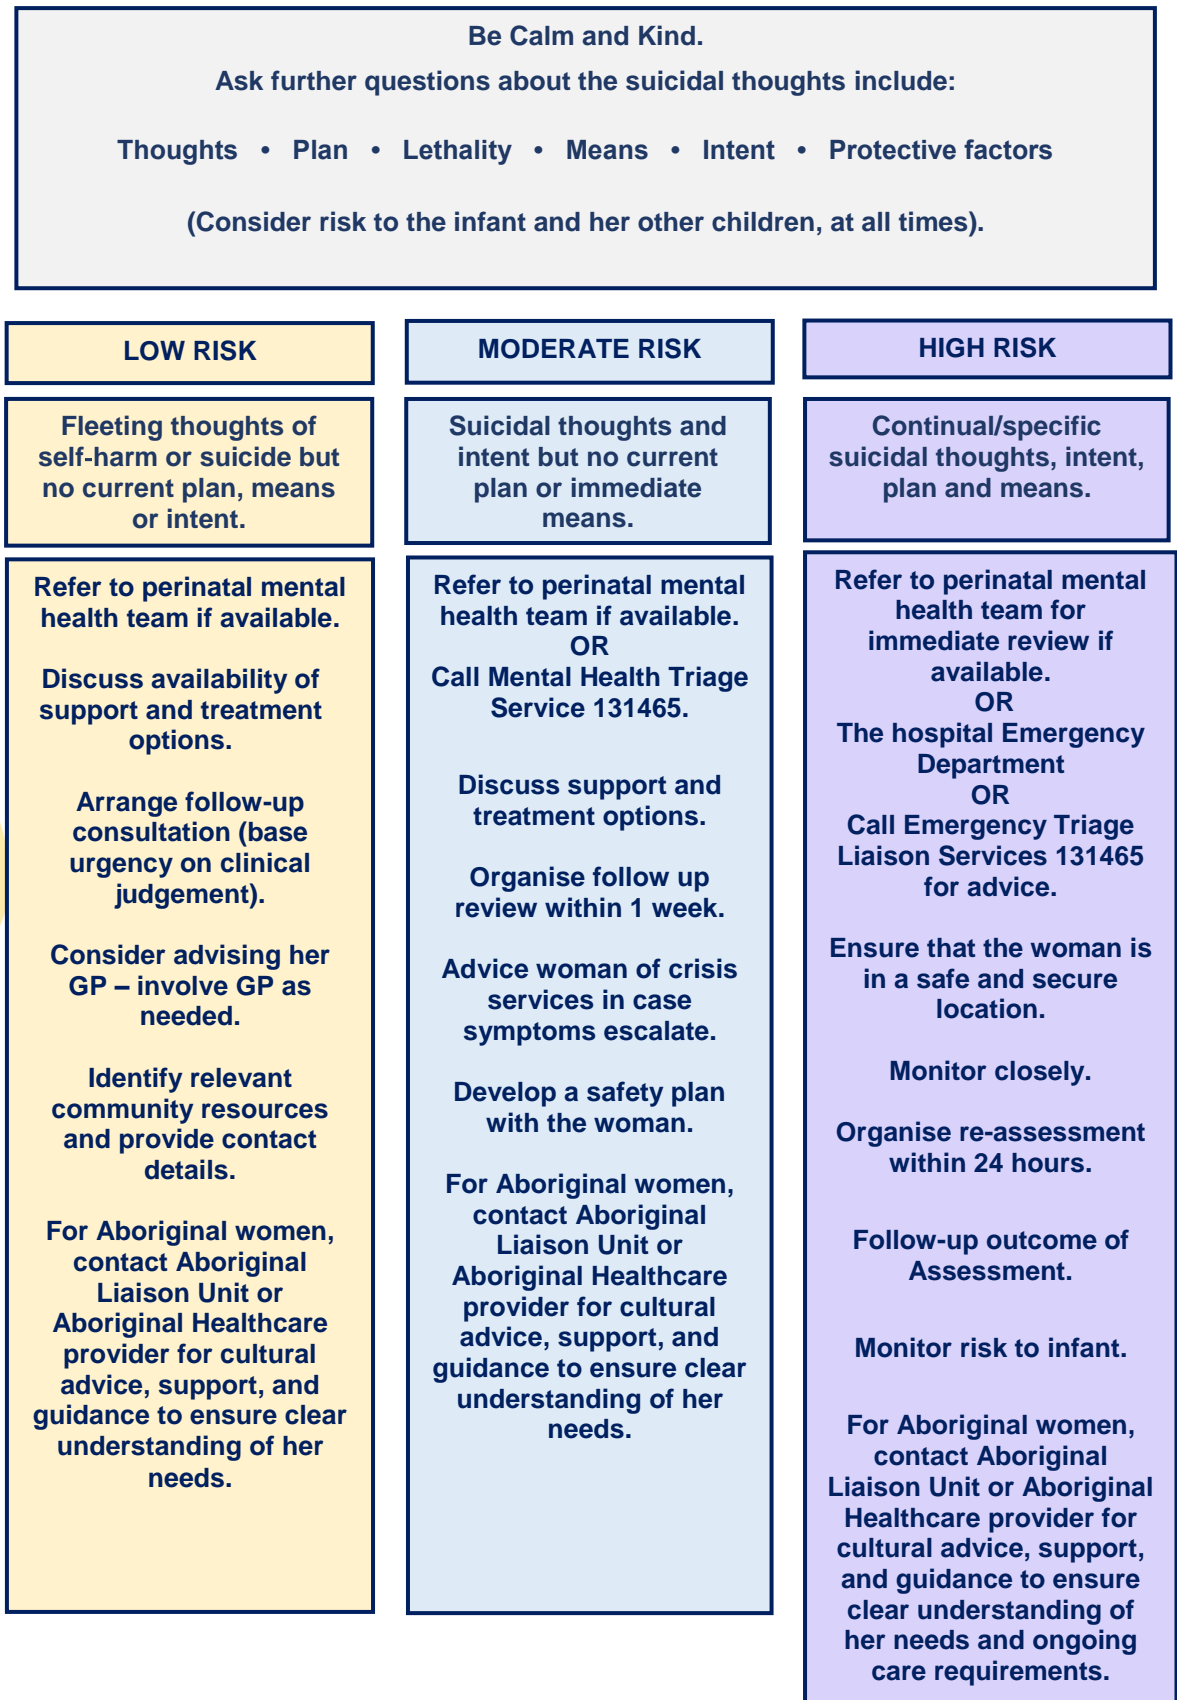 Be Calm and Kind.
Ask further questions about the suicidal thoughts include:
Thoughts • Plan • Lethality • Means • Intent • Protective factors
(Consider risk to the infant and her other children, at all times).
LOW RISK
Fleeting thoughts of
self-harm or suicide but
no current plan, means
or intent.
Refer to perinatal mental
health team if available.
Discuss availability of
support and treatment
options.
Arrange follow-up
consultation (base
urgency on clinical
judgement).
Consider advising her
GP – involve GP as
needed.
Identify relevant
community resources
and provide contact
details.
For Aboriginal women,
contact Aboriginal
Liaison Unit or
Aboriginal Healthcare
provider for cultural
advice, support, and
guidance to ensure clear
understanding of her
needs.
MODERATE RISK
Suicidal thoughts and
intent but no current
plan or immediate
means.
Refer to perinatal mental
health team if available.
OR
Call Mental Health Triage
Service 131465.
Discuss support and
treatment options.
Organise follow up
review within 1 week.
Advice woman of crisis
services in case
symptoms escalate.
Develop a safety plan
with the woman.
For Aboriginal women,
contact Aboriginal
Liaison Unit or
Aboriginal Healthcare
provider for cultural
advice, support, and
guidance to ensure clear
understanding of her
needs.
HIGH RISK
Continual/specific
suicidal thoughts, intent,
plan and means.
Refer to perinatal mental
health team for
immediate review if
available.
OR
The hospital Emergency
Department
OR
Call Emergency Triage
Liaison Services 131465
for advice.
Ensure that the woman is
in a safe and secure
location.
Monitor closely.
Organise re-assessment
within 24 hours.
Follow-up outcome of
Assessment.
Monitor risk to infant.
For Aboriginal women,
contact Aboriginal
Liaison Unit or Aboriginal
Healthcare provider for
cultural advice, support,
and guidance to ensure
clear understanding of
her needs and ongoing
care requirements.